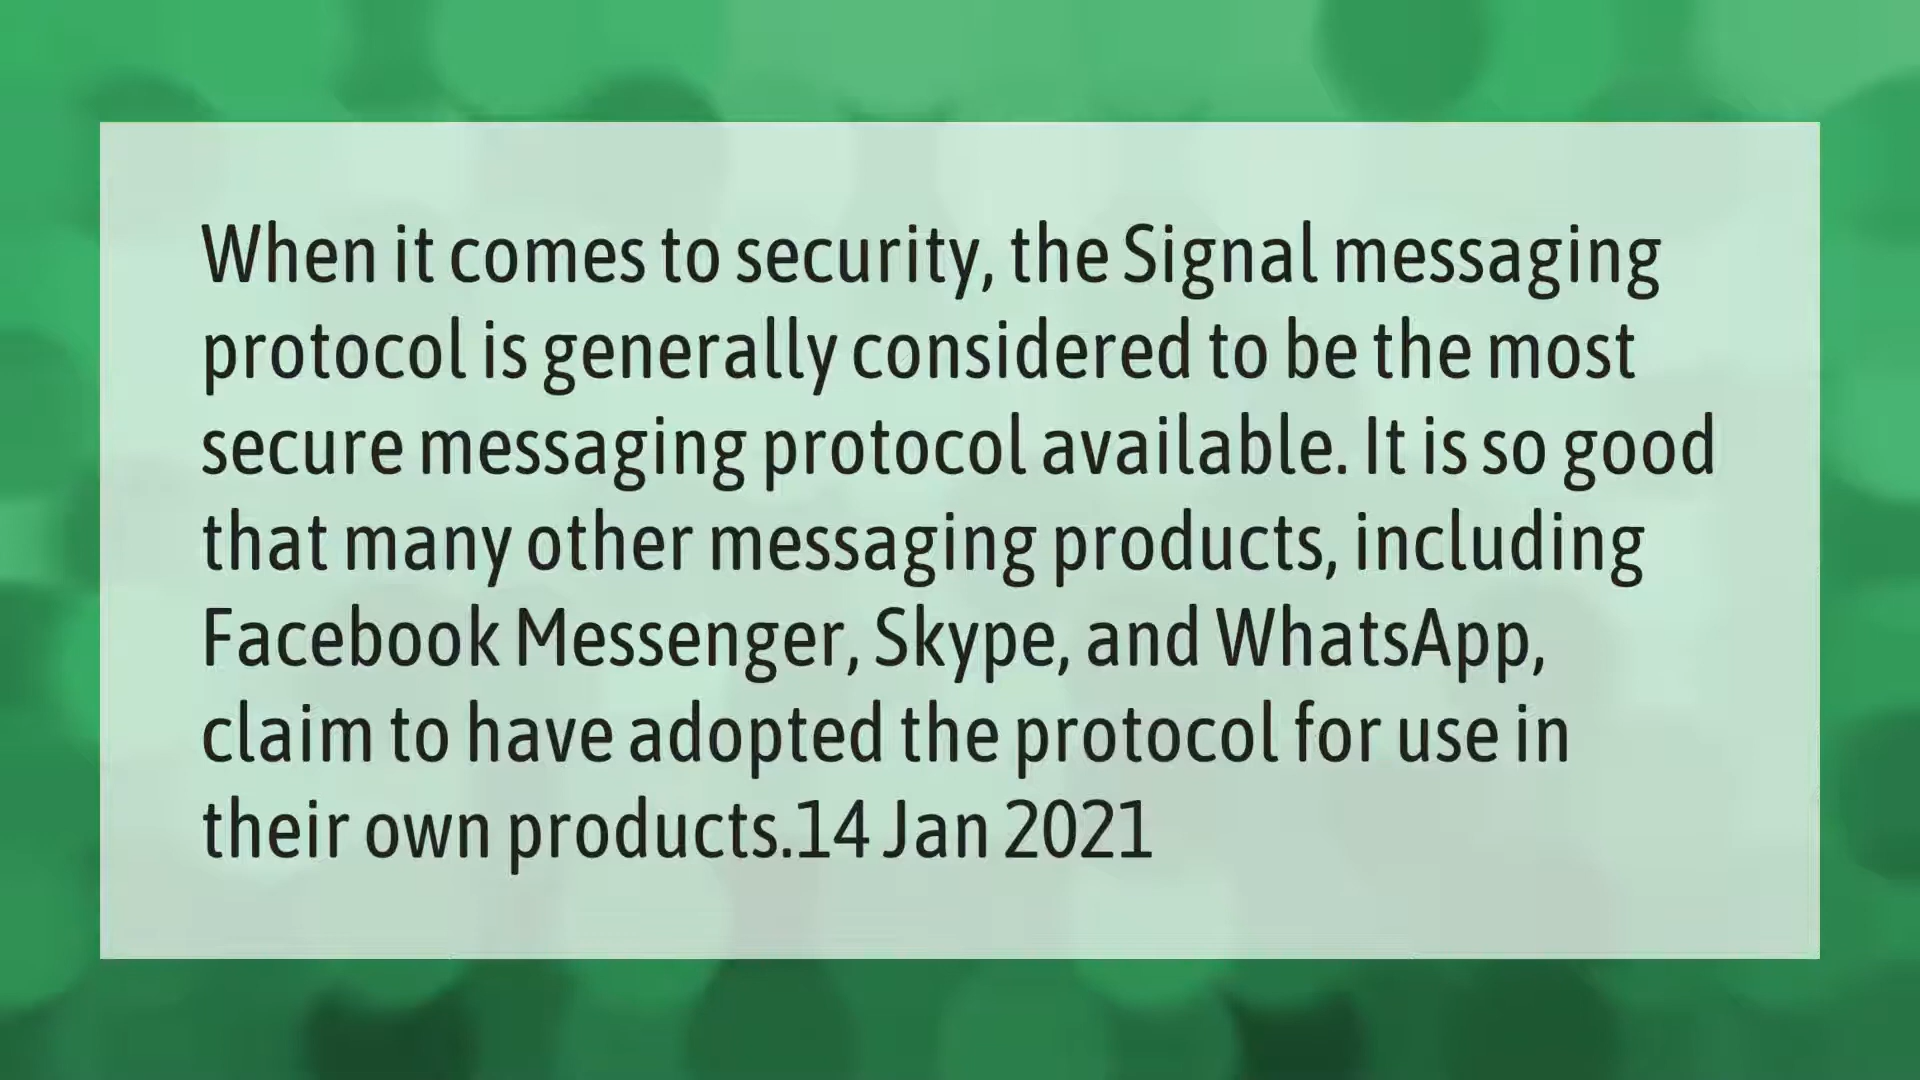 When it comes to security, the Signal messaging
protocol is generally considered to be the most
secure messaging protocol available. It is so good
that many other messaging products, including
Facebook Messenger, Skype, and WhatsApp,
claim to have adopted the protocol for use in
their own products.14 Jan 2021